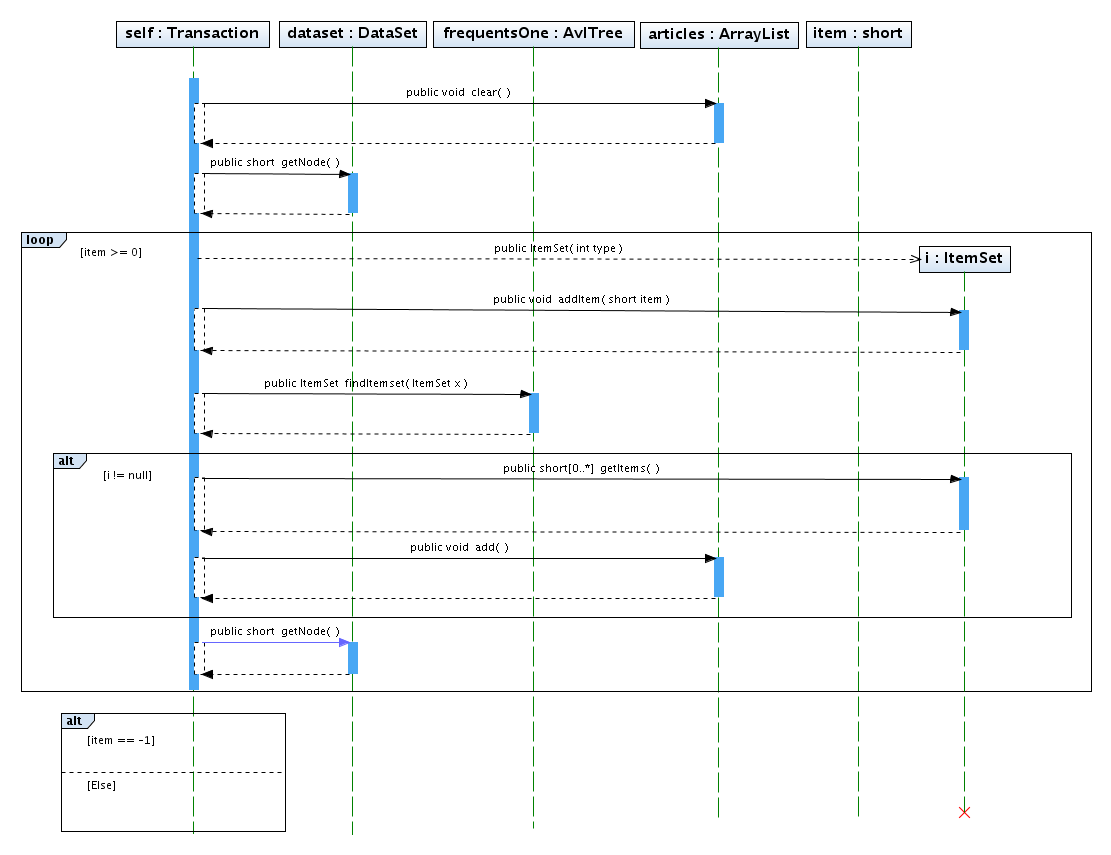 self : Transaction
dataset : DataSet
frequentsOne : AvlTree
articles : ArrayList
item : short
public void clear( )
public short getNode( )
loop
[item >= 0]
public ItemSet( int type )
i : ItemSet
public void addItem( short item )
public ItemSet findItemset( ItemSet x )
alt
[i != null]
public short[0..*] getItems( )
public void add( )
public short getNode( )
alt
[item == -1]
[Else]